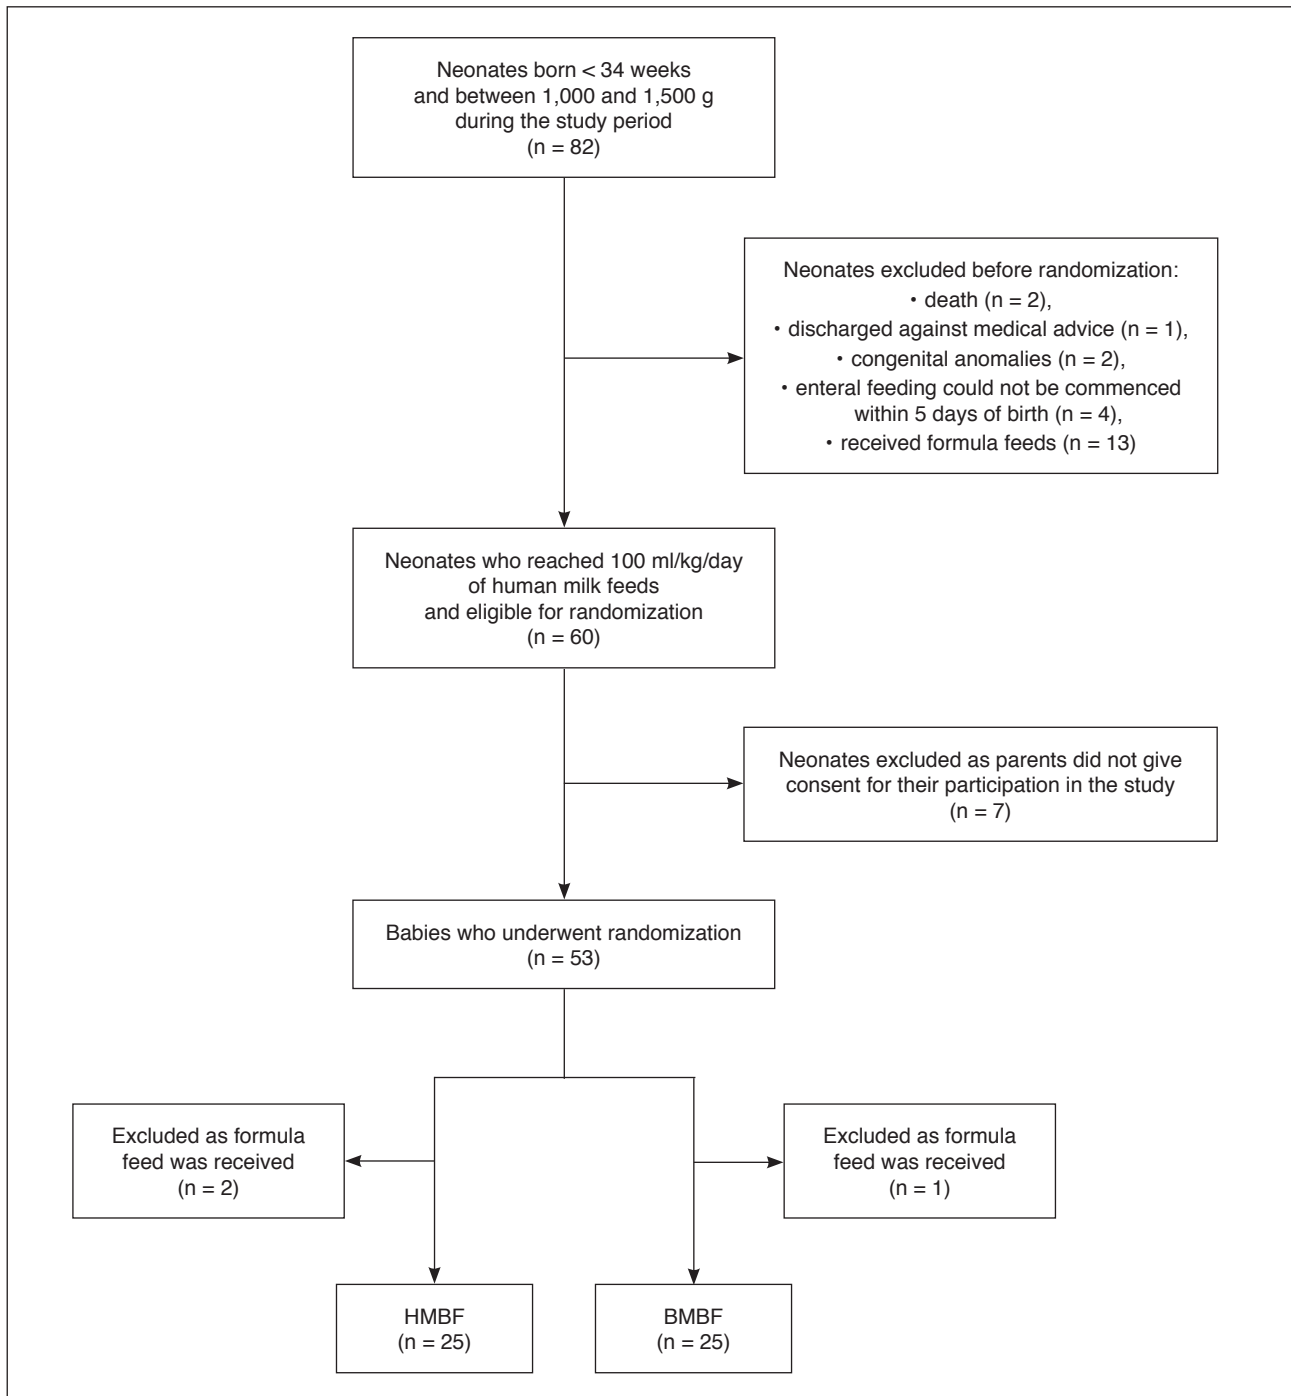 Neonates born < 34 weeks
and between 1,000 and 1,500 g
during the study period
(n = 82)
Neonates excluded before randomization:
• death (n = 2),
• discharged against medical advice (n = 1),
• congenital anomalies (n = 2),
• enteral feeding could not be commenced
within 5 days of birth (n = 4),
• received formula feeds (n = 13)
Neonates who reached 100 ml/kg/day
of human milk feeds
and eligible for randomization
(n = 60)
Neonates excluded as parents did not give
consent for their participation in the study
(n = 7)
Babies who underwent randomization
(n = 53)
Excluded as formula
feed was received
(n = 2)
Excluded as formula
feed was received
(n = 1)
HMBF
(n = 25)
BMBF
(n = 25)